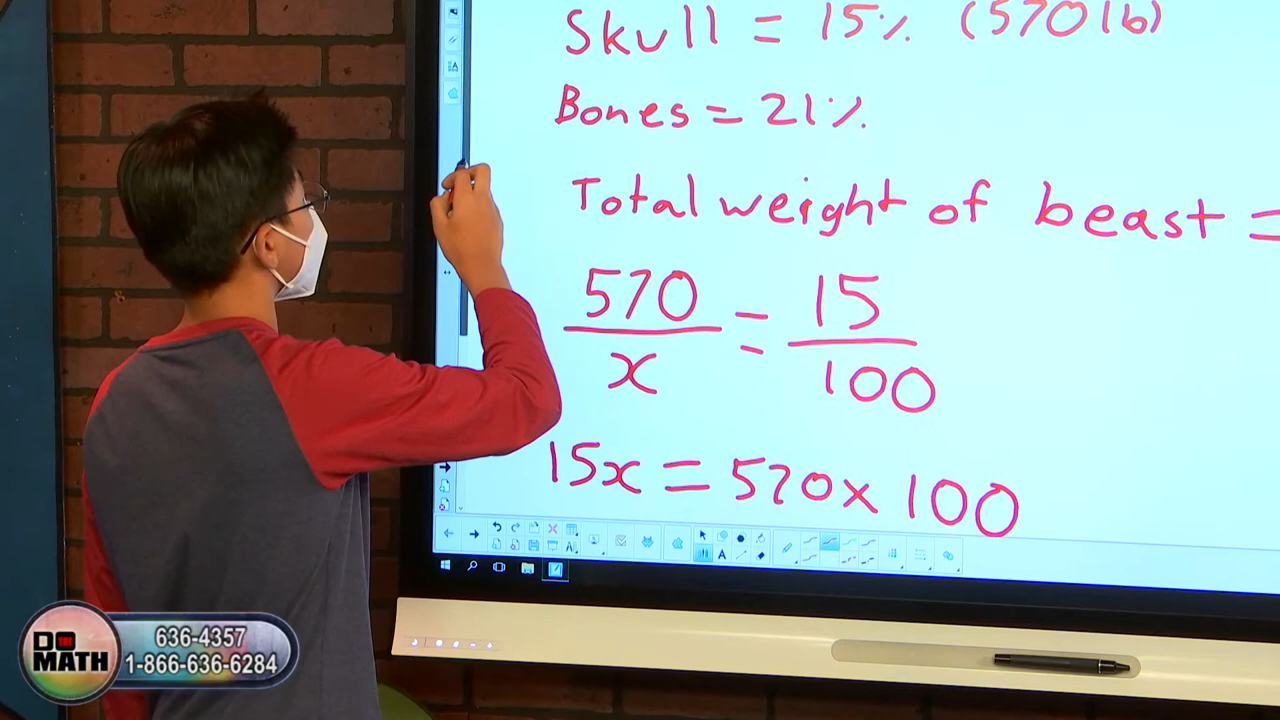 Skull = 15% (570 lb)
Bones = 21%
Total weight of beast =
570/x = 15/100
15x = 570 x 100
DO THE MATH
636-4357
1-866-636-6284